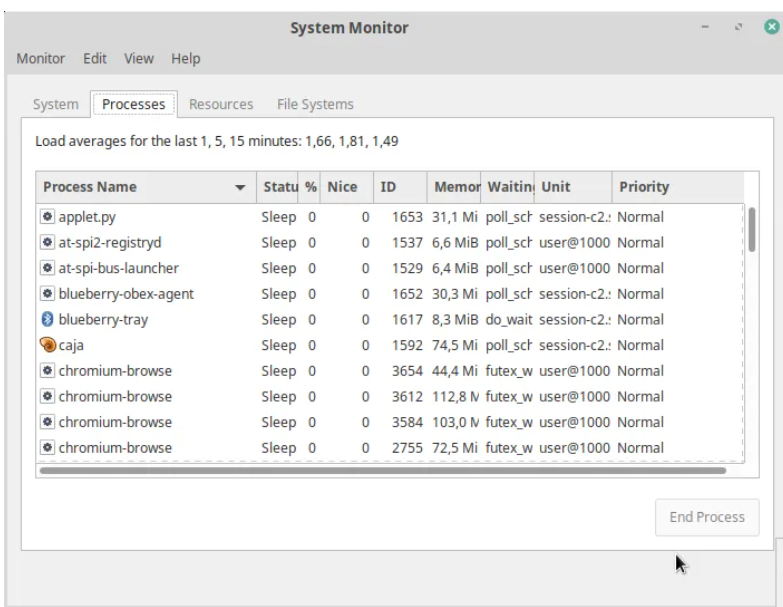 System Monitor
Monitor Edit View Help
System Processes Resources File Systems
Load averages for the last 1, 5, 15 minutes: 1,66, 1,81, 1,49
Process Name Statu % Nice ID Memor Waitin Unit Priority
applet.py Sleep 0 0 1653 31,1 Mi poll_sch session-c2.s Normal
at-spi2-registryd Sleep 0 0 1537 6,6 MiB poll_sch user@1000 Normal
at-spi-bus-launcher Sleep 0 0 1529 6,4 MiB poll_sch user@1000 Normal
blueberry-obex-agent Sleep 0 0 1652 30,3 Mi poll_sch session-c2.s Normal
blueberry-tray Sleep 0 0 1617 8,3 MiB do_wait session-c2.s Normal
caja Sleep 0 0 1592 74,5 Mi poll_sch session-c2.s Normal
chromium-browse Sleep 0 0 3654 44,4 Mi futex_w user@1000 Normal
chromium-browse Sleep 0 0 3612 112,8 M futex_w user@1000 Normal
chromium-browse Sleep 0 0 3584 103,0 M futex_w user@1000 Normal
chromium-browse Sleep 0 0 2755 72,5 Mi futex_w user@1000 Normal
End Process